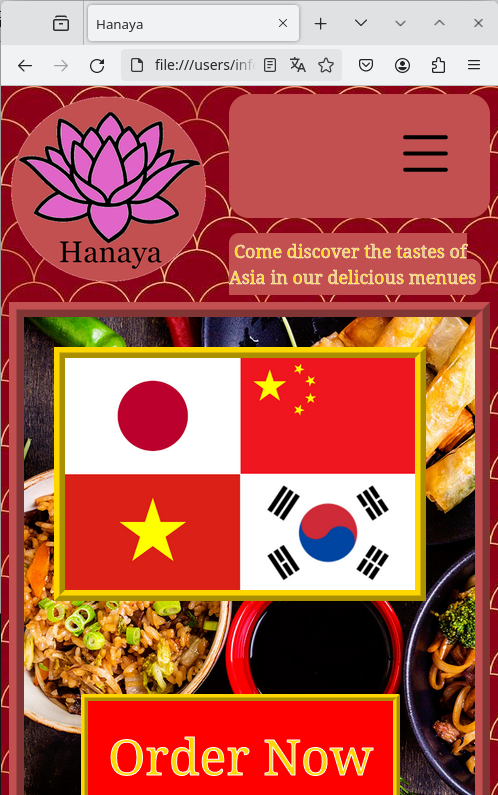 Hanaya
file:///users/inf
Hanaya
Come discover the tastes of
Asia in our delicious menues
Order Now